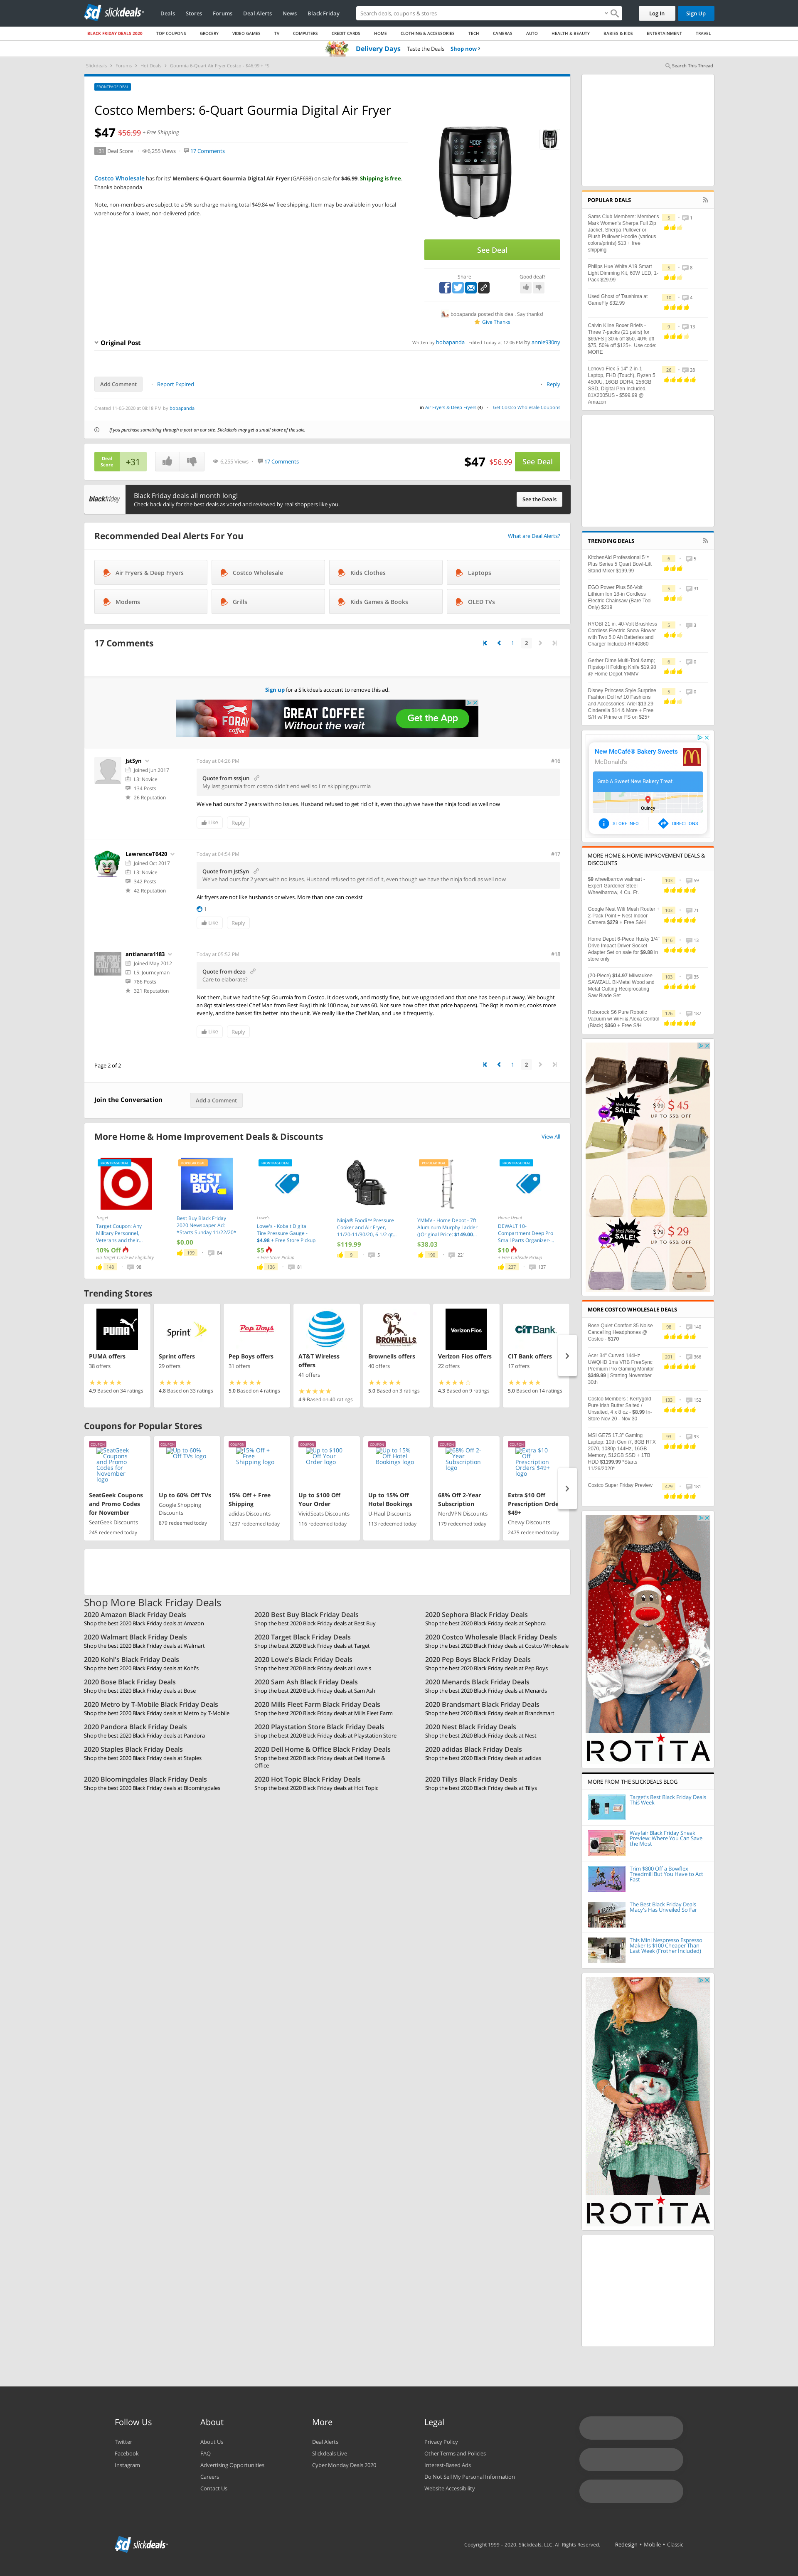 slickdeals
Deals
Stores
Forums
Deal Alerts
News
Black Friday
Search deals, coupons & stores
Log In
Sign Up
BLACK FRIDAY DEALS 2020
TOP COUPONS
GROCERY
VIDEO GAMES
TV
COMPUTERS
CREDIT CARDS
HOME
CLOTHING & ACCESSORIES
TECH
CAMERAS
AUTO
HEALTH & BEAUTY
BABIES & KIDS
ENTERTAINMENT
TRAVEL
Delivery Days Taste the Deals Shop now ›
Slickdeals › Forums › Hot Deals › Gourmia 6-Quart Air Fryer Costco - $46.99 + FS
Search This Thread
FRONTPAGE DEAL
Costco Members: 6-Quart Gourmia Digital Air Fryer
$47 $56.99 + Free Shipping
+31 Deal Score
6,255 Views
17 Comments
Costco Wholesale has for its' Members: 6-Quart Gourmia Digital Air Fryer (GAF698) on sale for $46.99. Shipping is free.
Thanks bobapanda
Note, non-members are subject to a 5% surcharge making total $49.84 w/ free shipping. Item may be available in your local
warehouse for a lower, non-delivered price.
See Deal
Share
Good deal?
bobapanda posted this deal. Say thanks!
Give Thanks
Original Post
Written by bobapanda Edited Today at 12:06 PM by annie930ny
Add Comment
Report Expired
Reply
Created 11-05-2020 at 08:18 PM by bobapanda
in Air Fryers & Deep Fryers (4) • Get Costco Wholesale Coupons
If you purchase something through a post on our site, Slickdeals may get a small share of the sale.
Deal
Score
+31
6,255 Views
17 Comments
$47 $56.99
See Deal
blackfriday
Black Friday deals all month long!
Check back daily for the best deals as voted and reviewed by real shoppers like you.
See the Deals
Recommended Deal Alerts For You
What are Deal Alerts?
Air Fryers & Deep Fryers
Costco Wholesale
Kids Clothes
Laptops
Modems
Grills
Kids Games & Books
OLED TVs
17 Comments
1
2
Sign up for a Slickdeals account to remove this ad.
FORAY
GREAT COFFEE
Without the wait
Get the App
JstSyn
Joined Jun 2017
L3: Novice
134 Posts
26 Reputation
Today at 04:26 PM
#16
Quote from sssjun
My last gourmia from costco didn't end well so I'm skipping gourmia
We've had ours for 2 years with no issues. Husband refused to get rid of it, even though we have the ninja foodi as well now
Like
Reply
LawrenceT6420
Joined Oct 2017
L3: Novice
342 Posts
42 Reputation
Today at 04:54 PM
#17
Quote from JstSyn
We've had ours for 2 years with no issues. Husband refused to get rid of it, even though we have the ninja foodi as well now
Air fryers are not like husbands or wives. More than one can coexist
1
Like
Reply
antianara1183
Joined May 2012
L5: Journeyman
786 Posts
321 Reputation
Today at 05:52 PM
#18
Quote from dezo
Care to elaborate?
Not them, but we had the 5qt Gourmia from Costco. It does work, and mostly fine, but we had that one and one that has been put away. We bought
an 8qt stainless steel Chef Man from Best Buy(I think 100 now, but was 60. Not sure how often that price happens). The 8qt is roomier, cooks more
evenly, and the basket fits better into the unit. We really like the Chef Man, and use it frequently.
Like
Reply
Page 2 of 2
1
2
Join the Conversation
Add a Comment
More Home & Home Improvement Deals & Discounts
View All
Target
Target Coupon: Any
Military Personnel,
Veterans and their...
10% Off
w/a Target Circle w/ Eligibility
148
98
BEST
BUY
Best Buy Black Friday
2020 Newspaper Ad:
*Starts Sunday 11/22/20*
$0.00
199
84
FRONTPAGE DEAL
Lowe's
Lowe's - Kobalt Digital
Tire Pressure Gauge -
$4.98 + Free Store Pickup
$5
+ Free Store Pickup
136
81
Ninja® Foodi™ Pressure
Cooker and Air Fryer,
11/20-11/30/20, 6 1/2 qt...
$119.99
9
5
YMMV - Home Depot - 7ft
Aluminum Murphy Ladder
((Original Price: $149.00...
$38.03
190
221
FRONTPAGE DEAL
Home Depot
DEWALT 10-
Compartment Deep Pro
Small Parts Organizer-...
$10
+ Free Curbside Pickup
237
137
Trending Stores
PUMA
PUMA offers
38 offers
4.9 Based on 34 ratings
Sprint
Sprint offers
29 offers
4.8 Based on 33 ratings
Pep Boys
Pep Boys offers
31 offers
5.0 Based on 4 ratings
AT&T Wireless
offers
41 offers
4.9 Based on 40 ratings
BROWNELLS
Brownells offers
40 offers
5.0 Based on 3 ratings
Verizon Fios
Verizon Fios offers
22 offers
4.3 Based on 9 ratings
CIT Bank
CIT Bank offers
17 offers
5.0 Based on 14 ratings
Coupons for Popular Stores
SeatGeek Coupons and Promo Codes for November logo
SeatGeek Coupons
and Promo Codes
for November
SeatGeek Discounts
245 redeemed today
Up to 60% Off TVs logo
Up to 60% Off TVs
Google Shopping
Discounts
879 redeemed today
15% Off + Free Shipping logo
15% Off + Free
Shipping
adidas Discounts
1237 redeemed today
Up to $100 Off Your Order logo
Up to $100 Off
Your Order
VividSeats Discounts
116 redeemed today
Up to 15% Off Hotel Bookings logo
Up to 15% Off
Hotel Bookings
U-Haul Discounts
113 redeemed today
68% Off 2-Year Subscription logo
68% Off 2-Year
Subscription
NordVPN Discounts
179 redeemed today
Extra $10 Off Prescription Orders $49+ logo
Extra $10 Off
Prescription Orde
$49+
Chewy Discounts
2475 redeemed today
Shop More Black Friday Deals
2020 Amazon Black Friday Deals
Shop the best 2020 Black Friday deals at Amazon
2020 Best Buy Black Friday Deals
Shop the best 2020 Black Friday deals at Best Buy
2020 Sephora Black Friday Deals
Shop the best 2020 Black Friday deals at Sephora
2020 Walmart Black Friday Deals
Shop the best 2020 Black Friday deals at Walmart
2020 Target Black Friday Deals
Shop the best 2020 Black Friday deals at Target
2020 Costco Wholesale Black Friday Deals
Shop the best 2020 Black Friday deals at Costco Wholesale
2020 Kohl's Black Friday Deals
Shop the best 2020 Black Friday deals at Kohl's
2020 Lowe's Black Friday Deals
Shop the best 2020 Black Friday deals at Lowe's
2020 Pep Boys Black Friday Deals
Shop the best 2020 Black Friday deals at Pep Boys
2020 Bose Black Friday Deals
Shop the best 2020 Black Friday deals at Bose
2020 Sam Ash Black Friday Deals
Shop the best 2020 Black Friday deals at Sam Ash
2020 Menards Black Friday Deals
Shop the best 2020 Black Friday deals at Menards
2020 Metro by T-Mobile Black Friday Deals
Shop the best 2020 Black Friday deals at Metro by T-Mobile
2020 Mills Fleet Farm Black Friday Deals
Shop the best 2020 Black Friday deals at Mills Fleet Farm
2020 Brandsmart Black Friday Deals
Shop the best 2020 Black Friday deals at Brandsmart
2020 Pandora Black Friday Deals
Shop the best 2020 Black Friday deals at Pandora
2020 Playstation Store Black Friday Deals
Shop the best 2020 Black Friday deals at Playstation Store
2020 Nest Black Friday Deals
Shop the best 2020 Black Friday deals at Nest
2020 Staples Black Friday Deals
Shop the best 2020 Black Friday deals at Staples
2020 Dell Home & Office Black Friday Deals
Shop the best 2020 Black Friday deals at Dell Home &
Office
2020 adidas Black Friday Deals
Shop the best 2020 Black Friday deals at adidas
2020 Bloomingdales Black Friday Deals
Shop the best 2020 Black Friday deals at Bloomingdales
2020 Hot Topic Black Friday Deals
Shop the best 2020 Black Friday deals at Hot Topic
2020 Tillys Black Friday Deals
Shop the best 2020 Black Friday deals at Tillys
POPULAR DEALS
Sams Club Members: Member's
Mark Women's Sherpa Full Zip
Jacket, Sherpa Pullover or
Plush Pullover Hoodie (various
colors/prints) $13 + free
shipping
5
1
Philips Hue White A19 Smart
Light Dimming Kit, 60W LED, 1-
Pack $29.99
5
8
Used Ghost of Tsushima at
GameFly $32.99
10
4
Calvin Kline Boxer Briefs -
Three 7-packs (21 pairs) for
$69/FS | 30% off $50, 40% off
$75, 50% off $125+. Use code:
MORE
9
13
Lenovo Flex 5 14" 2-in-1
Laptop, FHD (Touch), Ryzen 5
4500U, 16GB DDR4, 256GB
SSD, Digital Pen Included,
81X2005US - $599.99 @
Amazon
26
28
TRENDING DEALS
KitchenAid Professional 5™
Plus Series 5 Quart Bowl-Lift
Stand Mixer $199.99
6
5
EGO Power Plus 56-Volt
Lithium Ion 18-in Cordless
Electric Chainsaw (Bare Tool
Only) $219
5
31
RYOBI 21 in. 40-Volt Brushless
Cordless Electric Snow Blower
with Two 5.0 Ah Batteries and
Charger Included-RY40860
5
3
Gerber Dime Multi-Tool &amp;
Ripstop II Folding Knife $19.98
@ Home Depot YMMV
6
0
Disney Princess Style Surprise
Fashion Doll w/ 10 Fashions
and Accessories: Ariel $13.29
Cinderella $14 & More + Free
S/H w/ Prime or FS on $25+
5
0
New McCafé® Bakery Sweets
McDonald's
Grab A Sweet New Bakery Treat.
Quincy
STORE INFO
DIRECTIONS
MORE HOME & HOME IMPROVEMENT DEALS &
DISCOUNTS
$9 wheelbarrow walmart -
Expert Gardener Steel
Wheelbarrow, 4 Cu. Ft.
103
59
Google Nest Wifi Mesh Router +
2-Pack Point + Nest Indoor
Camera $279 + Free S&H
103
71
Home Depot 6-Piece Husky 1/4"
Drive Impact Driver Socket
Adapter Set on sale for $9.88 in
store only
116
13
(20-Piece) $14.97 Milwaukee
SAWZALL Bi-Metal Wood and
Metal Cutting Reciprocating
Saw Blade Set
103
35
Roborock S6 Pure Robotic
Vacuum w/ WiFi & Alexa Control
(Black) $360 + Free S/H
126
187
SALE!
$ 99 $ 45
UP TO 55% OFF
SALE!
$ 79 $ 29
UP TO 63% OFF
MORE COSTCO WHOLESALE DEALS
Bose Quiet Comfort 35 Noise
Cancelling Headphones @
Costco - $179
98
140
Acer 34" Curved 144Hz
UWQHD 1ms VRB FreeSync
Premium Pro Gaming Monitor
$349.99 | Starting November
30th
201
366
Costco Members : Kerrygold
Pure Irish Butter Salted /
Unsalted, 4 x 8 oz - $8.99 In-
Store Nov 20 - Nov 30
133
152
MSI GE75 17.3" Gaming
Laptop: 10th Gen i7, 8GB RTX
2070, 1080p 144Hz, 16GB
Memory, 512GB SSD + 1TB
HDD $1199.99 *Starts
11/26/2020*
93
93
Costco Super Friday Preview
429
181
ROTITA
MORE FROM THE SLICKDEALS BLOG
Target's Best Black Friday Deals
This Week
Wayfair Black Friday Sneak
Preview: Where You Can Save
the Most
Trim $800 Off a Bowflex
Treadmill But You Have to Act
Fast
The Best Black Friday Deals
Macy's Has Unveiled So Far
This Mini Nespresso Espresso
Maker Is $100 Cheaper Than
Last Week (Frother Included)
ROTITA
Follow Us
Twitter
Facebook
Instagram
About
About Us
FAQ
Advertising Opportunities
Careers
Contact Us
More
Deal Alerts
Slickdeals Live
Cyber Monday Deals 2020
Legal
Privacy Policy
Other Terms and Policies
Interest-Based Ads
Do Not Sell My Personal Information
Website Accessibility
slickdeals
Copyright 1999 – 2020. Slickdeals, LLC. All Rights Reserved.
Redesign • Mobile • Classic